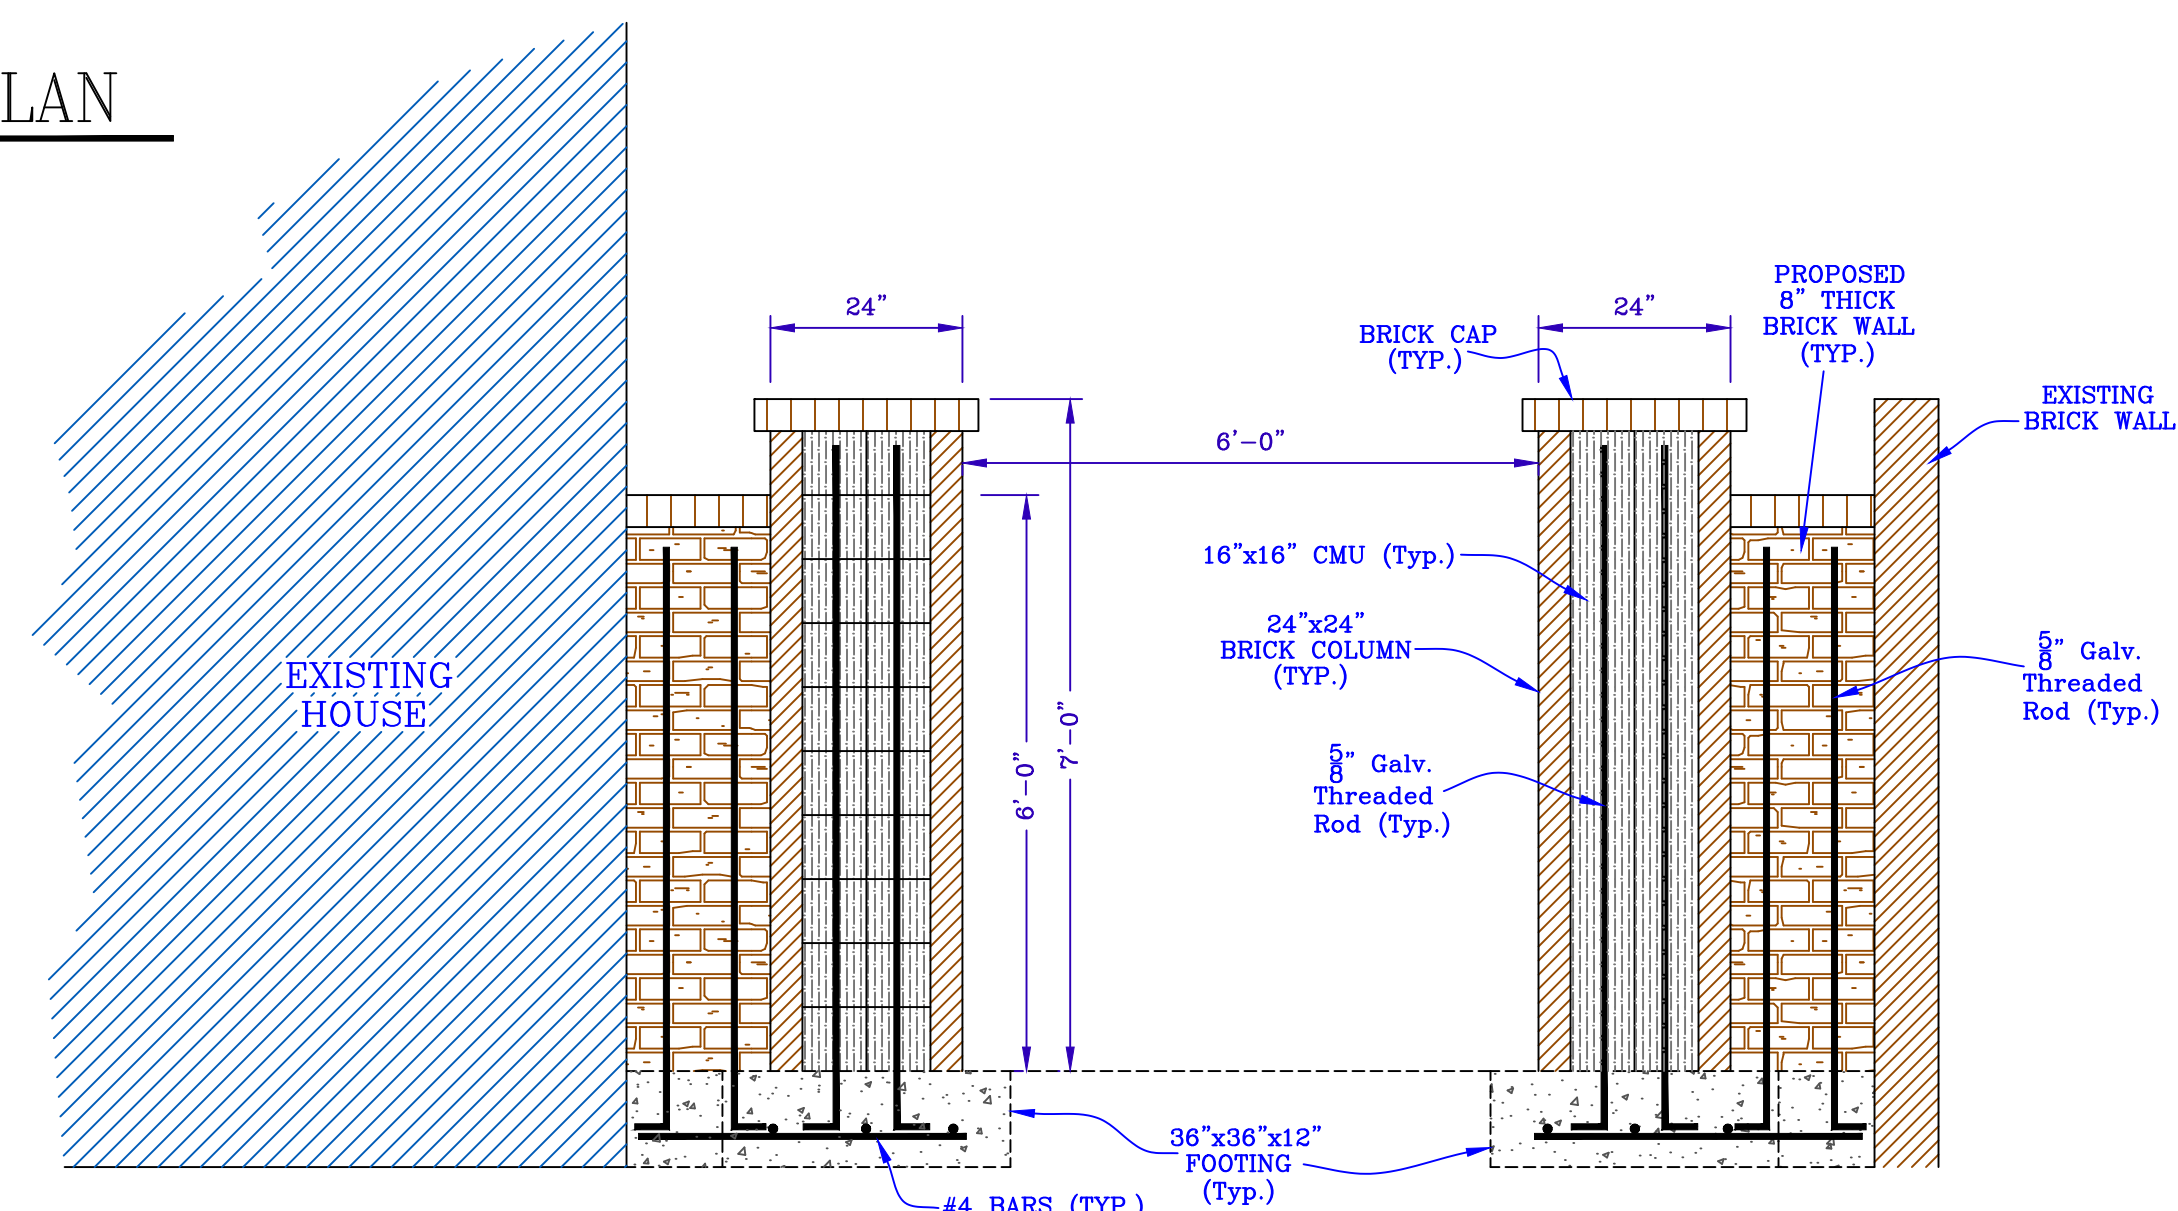 LAN
24”
24”
PROPOSED
8” THICK
BRICK WALL
(TYP.)
BRICK CAP
(TYP.)
EXISTING
BRICK WALL
6’-0”
16”x16” CMU (Typ.)
24”x24”
BRICK COLUMN
(TYP.)
EXISTING
HOUSE
5/8” Galv.
Threaded
Rod (Typ.)
6’-0”
7’-0”
5/8” Galv.
Threaded
Rod (Typ.)
36”x36”x12”
FOOTING
(Typ.)
#4 BARS (TYP.)